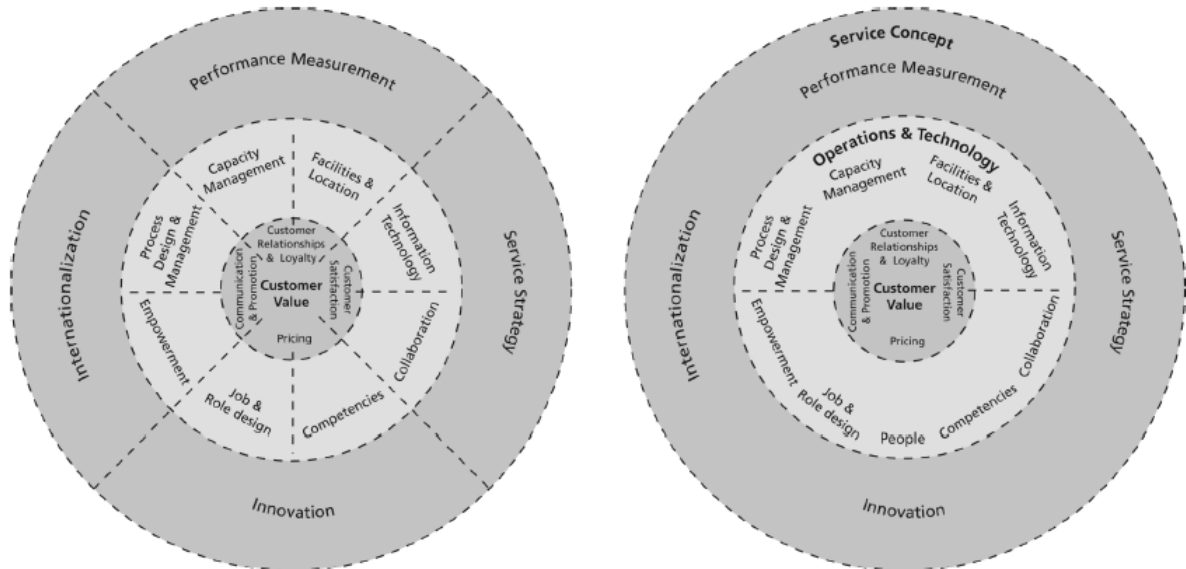 Performance Measurement
Capacity
Management
Facilities &
Location
Process
Design &
Management
Information
Technology
Customer
Relationships
& Loyalty
Communication
& Promotion
Customer
Value
Customer
Satisfaction
Pricing
Internationalization
Service Strategy
Empowerment
Job &
Role design
Competencies
Collaboration
Innovation
Service Concept
Performance Measurement
Operations & Technology
Capacity
Management
Facilities &
Location
Process
Design &
Management
Information
Technology
Customer
Relationships
& Loyalty
Communication
& Promotion
Customer
Value
Customer
Satisfaction
Pricing
Internationalization
Service Strategy
Empowerment
Job &
Role design
People
Competencies
Collaboration
Innovation